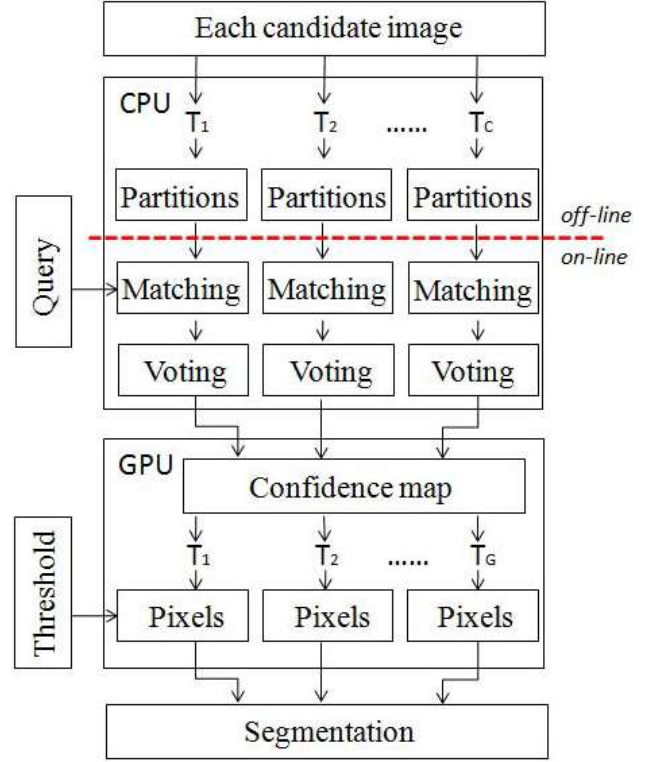 Each candidate image
CPU
T1 T2 ...... TC
Partitions Partitions Partitions
off-line
on-line
Query
Matching Matching Matching
Voting Voting Voting
GPU
Confidence map
T1 T2 ...... TG
Threshold
Pixels Pixels Pixels
Segmentation